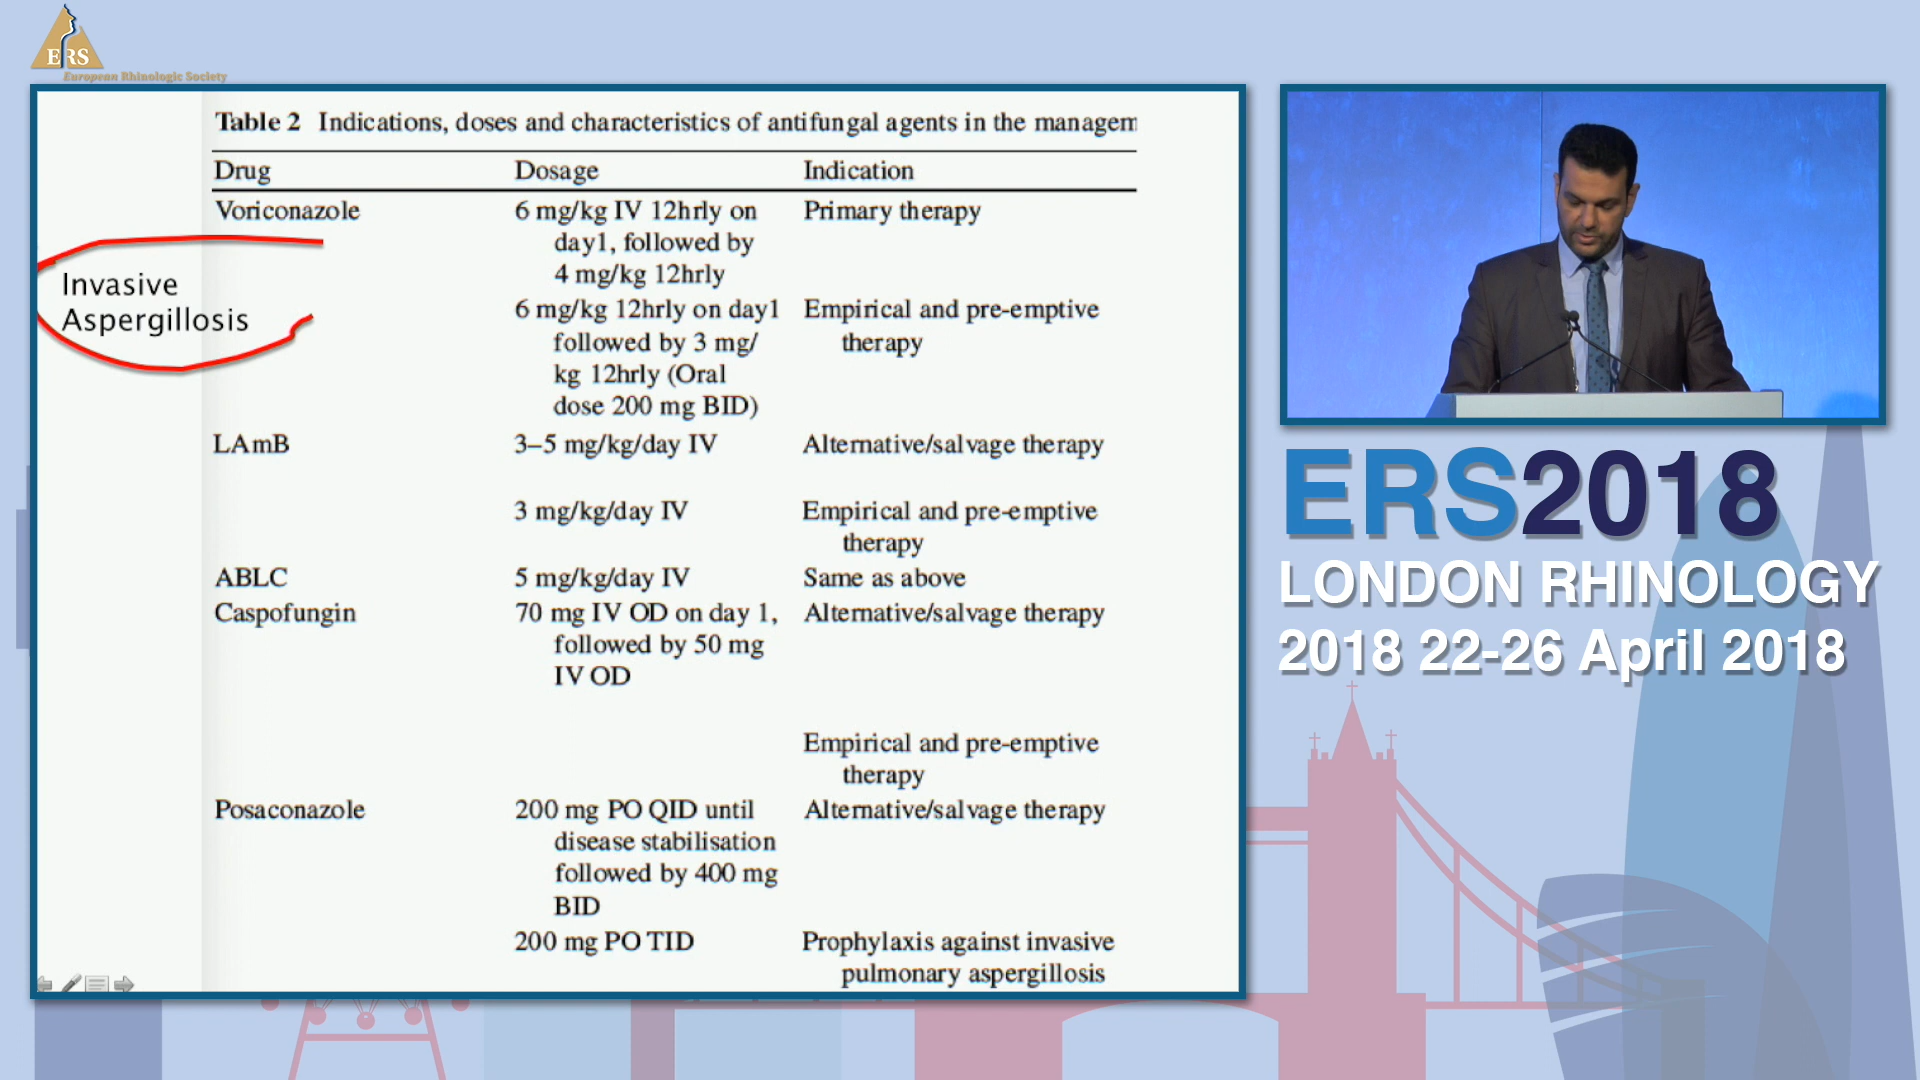 ERS
European Rhinologic Society
Table 2 Indications, doses and characteristics of antifungal agents in the managem
Drug Dosage Indication
Voriconazole 6 mg/kg IV 12hrly on Primary therapy
day1, followed by
4 mg/kg 12hrly
Invasive
Aspergillosis
6 mg/kg 12hrly on day1 Empirical and pre-emptive
followed by 3 mg/ therapy
kg 12hrly (Oral
dose 200 mg BID)
LAmB 3–5 mg/kg/day IV Alternative/salvage therapy
3 mg/kg/day IV Empirical and pre-emptive
therapy
ABLC 5 mg/kg/day IV Same as above
Caspofungin 70 mg IV OD on day 1, Alternative/salvage therapy
followed by 50 mg
IV OD
Empirical and pre-emptive
therapy
Posaconazole 200 mg PO QID until Alternative/salvage therapy
disease stabilisation
followed by 400 mg
BID
200 mg PO TID Prophylaxis against invasive
pulmonary aspergillosis
ERS2018
LONDON RHINOLOGY
2018 22-26 April 2018